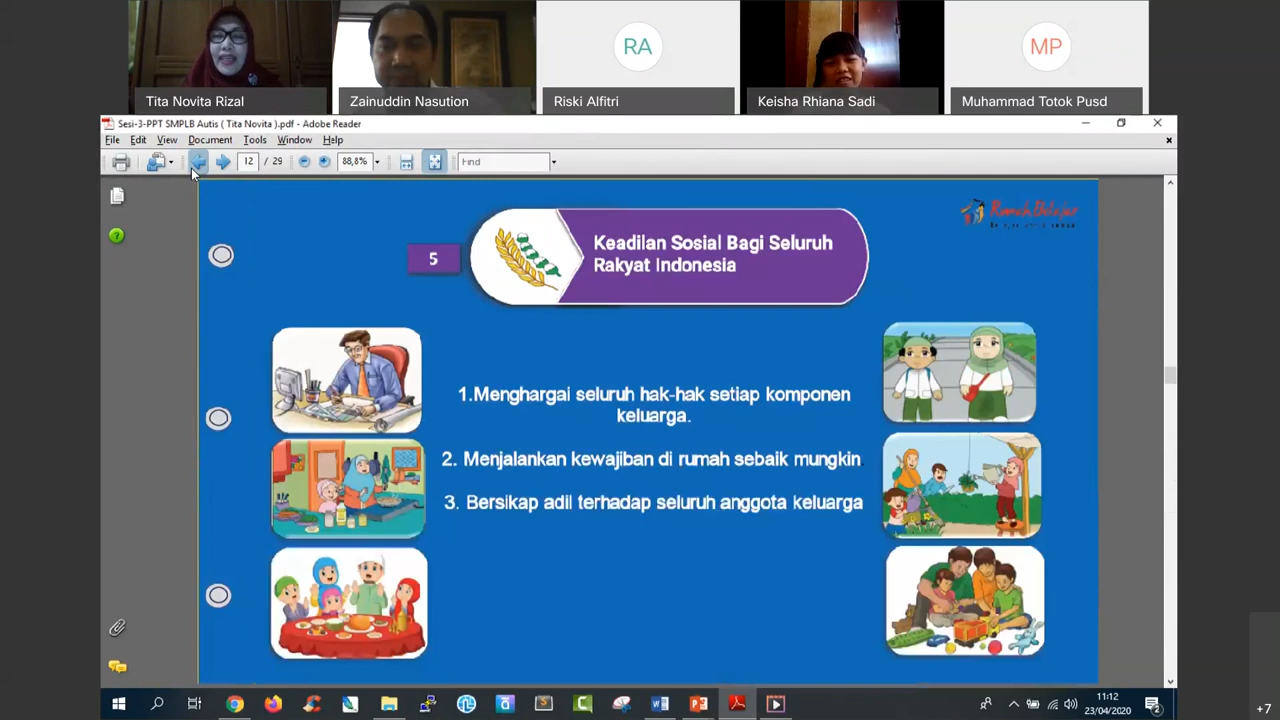 RA
MP
Tita Novita Rizal
Zainuddin Nasution
Riski Alfitri
Keisha Rhiana Sadi
Muhammad Totok Pusd
Sesi-3-PPT SMPLB Autis ( Tita Novita ).pdf - Adobe Reader
File Edit View Document Tools Window Help
12 / 29 88,8% Find
Rumah Belajar
5
Keadilan Sosial Bagi Seluruh
Rakyat Indonesia
1.Menghargai seluruh hak-hak setiap komponen
keluarga.
2. Menjalankan kewajiban di rumah sebaik mungkin
3. Bersikap adil terhadap seluruh anggota keluarga
11:12
23/04/2020
2
+7